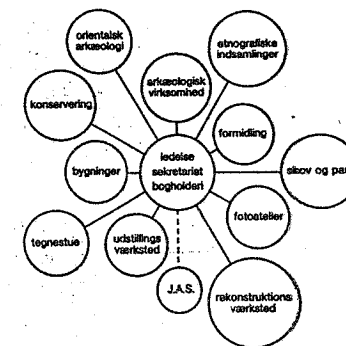 orientalsk
arkæologi
etnografiske
indsamlinger
arkæologisk
virksomhed
konservering
formidling
ledelse
sekretariat
bogholderi
bygninger
skov og
fotoatelier
tegnestue
udstillings
værksted
J.A.S.
rekonstruktions
værksted